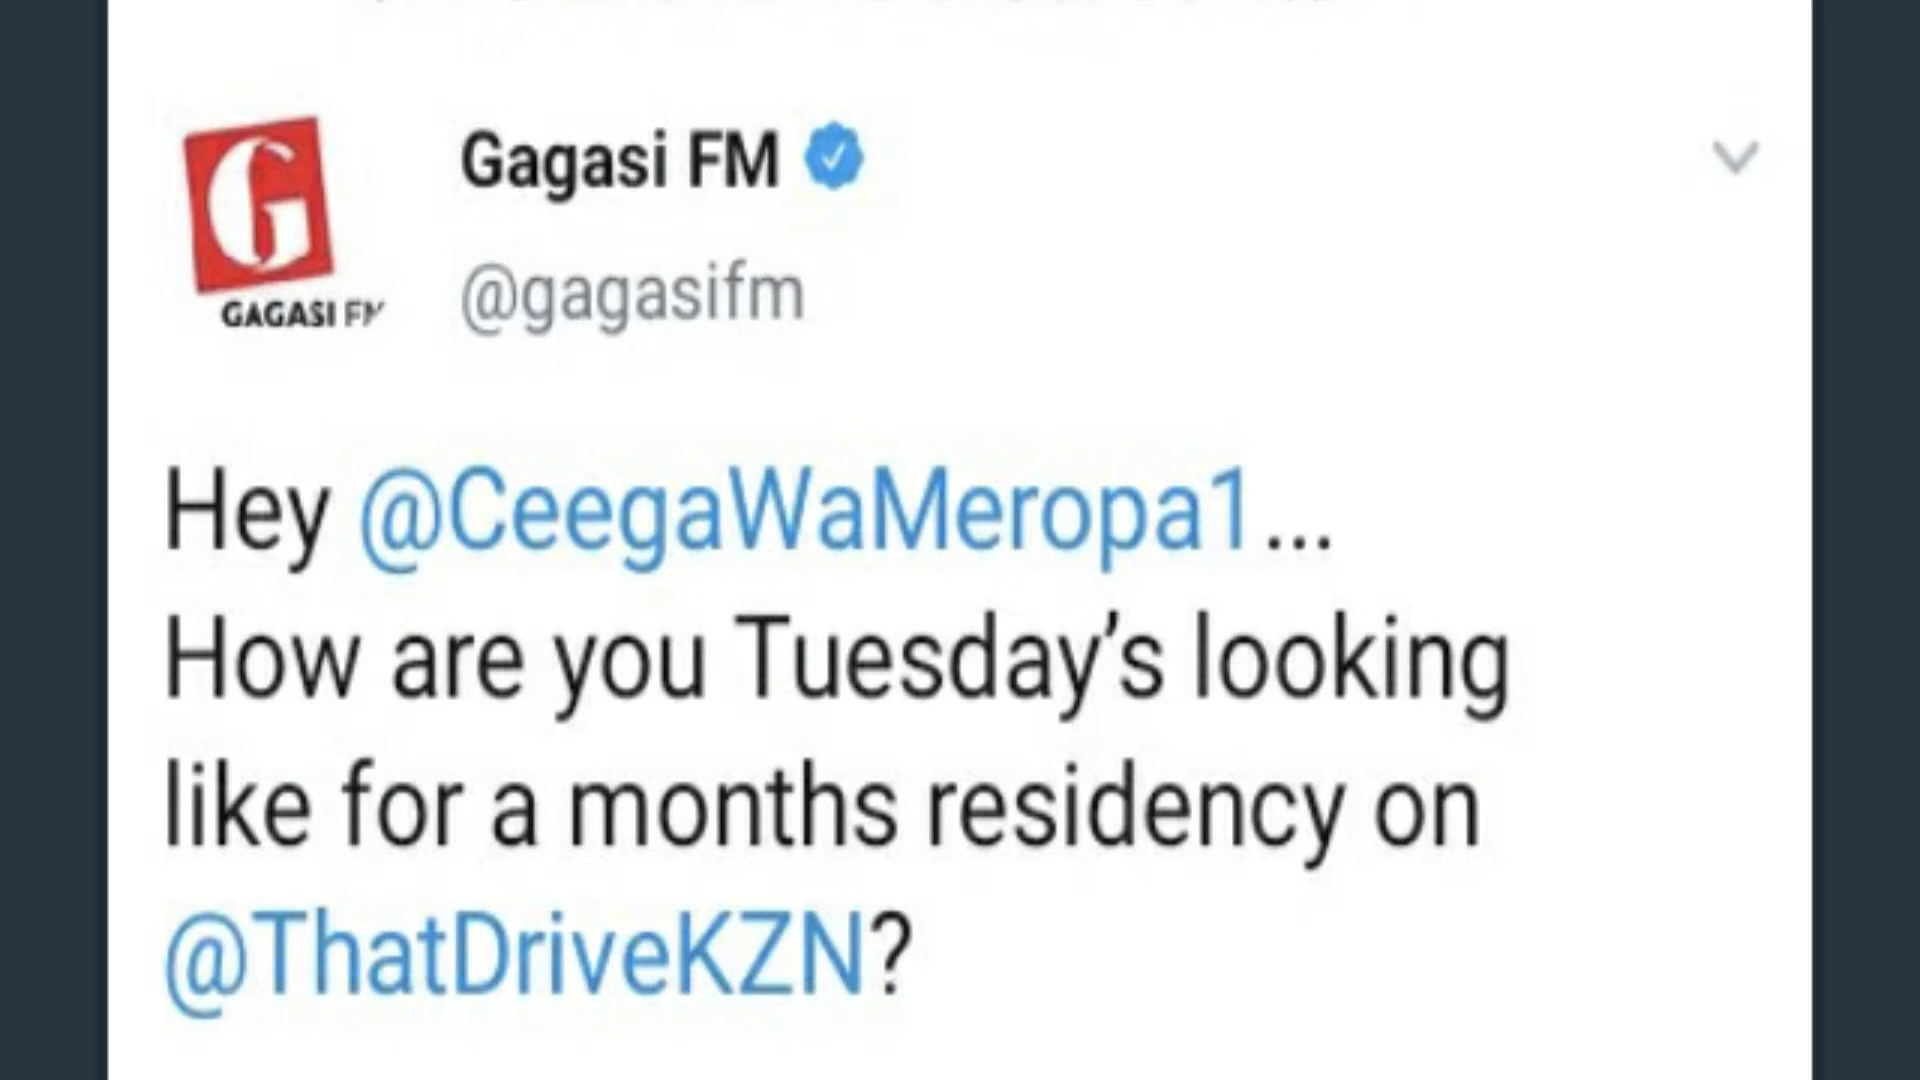 Gagasi FM
@gagasifm
GAGASI FM
Hey @CeegaWaMeropa1...
How are you Tuesday’s looking
like for a months residency on
@ThatDriveKZN?